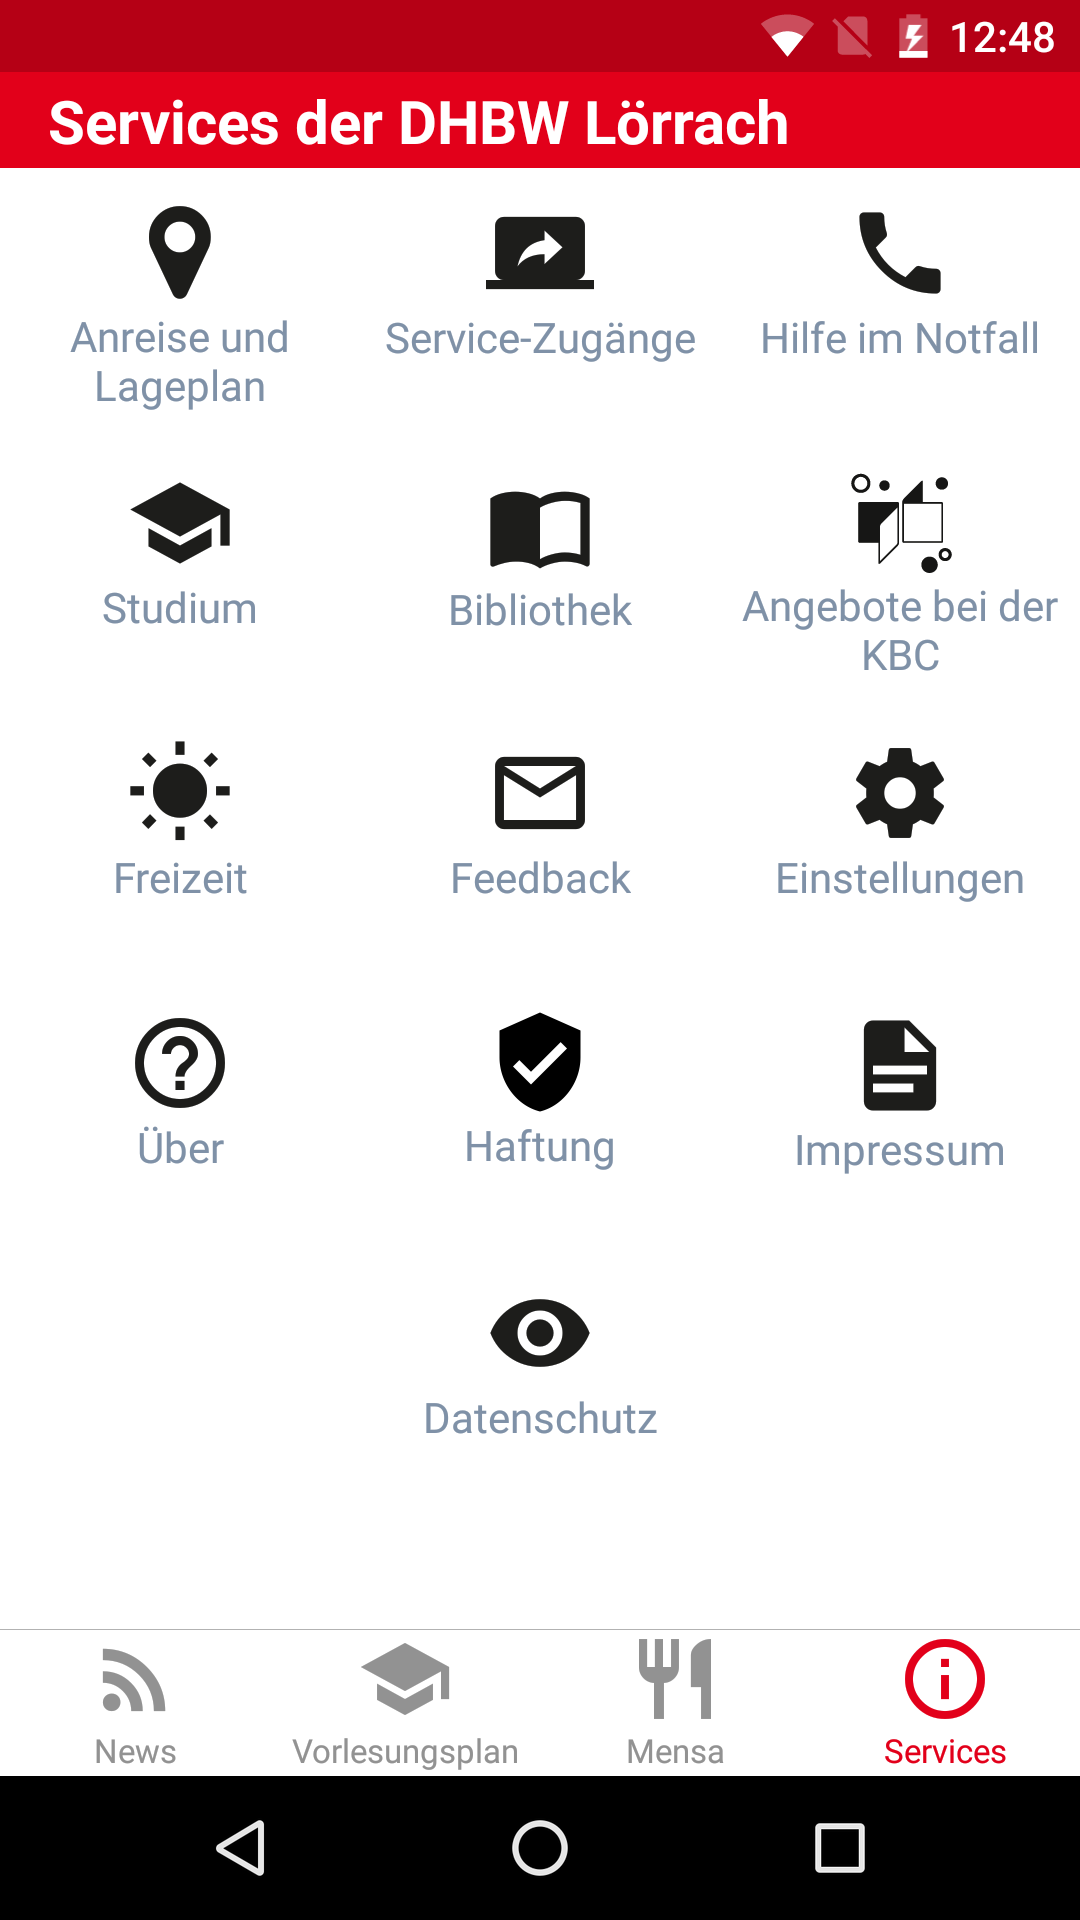 12:48
Services der DHBW Lörrach
Anreise und
Lageplan
Service-Zugänge
Hilfe im Notfall
Studium
Bibliothek
Angebote bei der
KBC
Freizeit
Feedback
Einstellungen
Über
Haftung
Impressum
Datenschutz
News
Vorlesungsplan
Mensa
Services